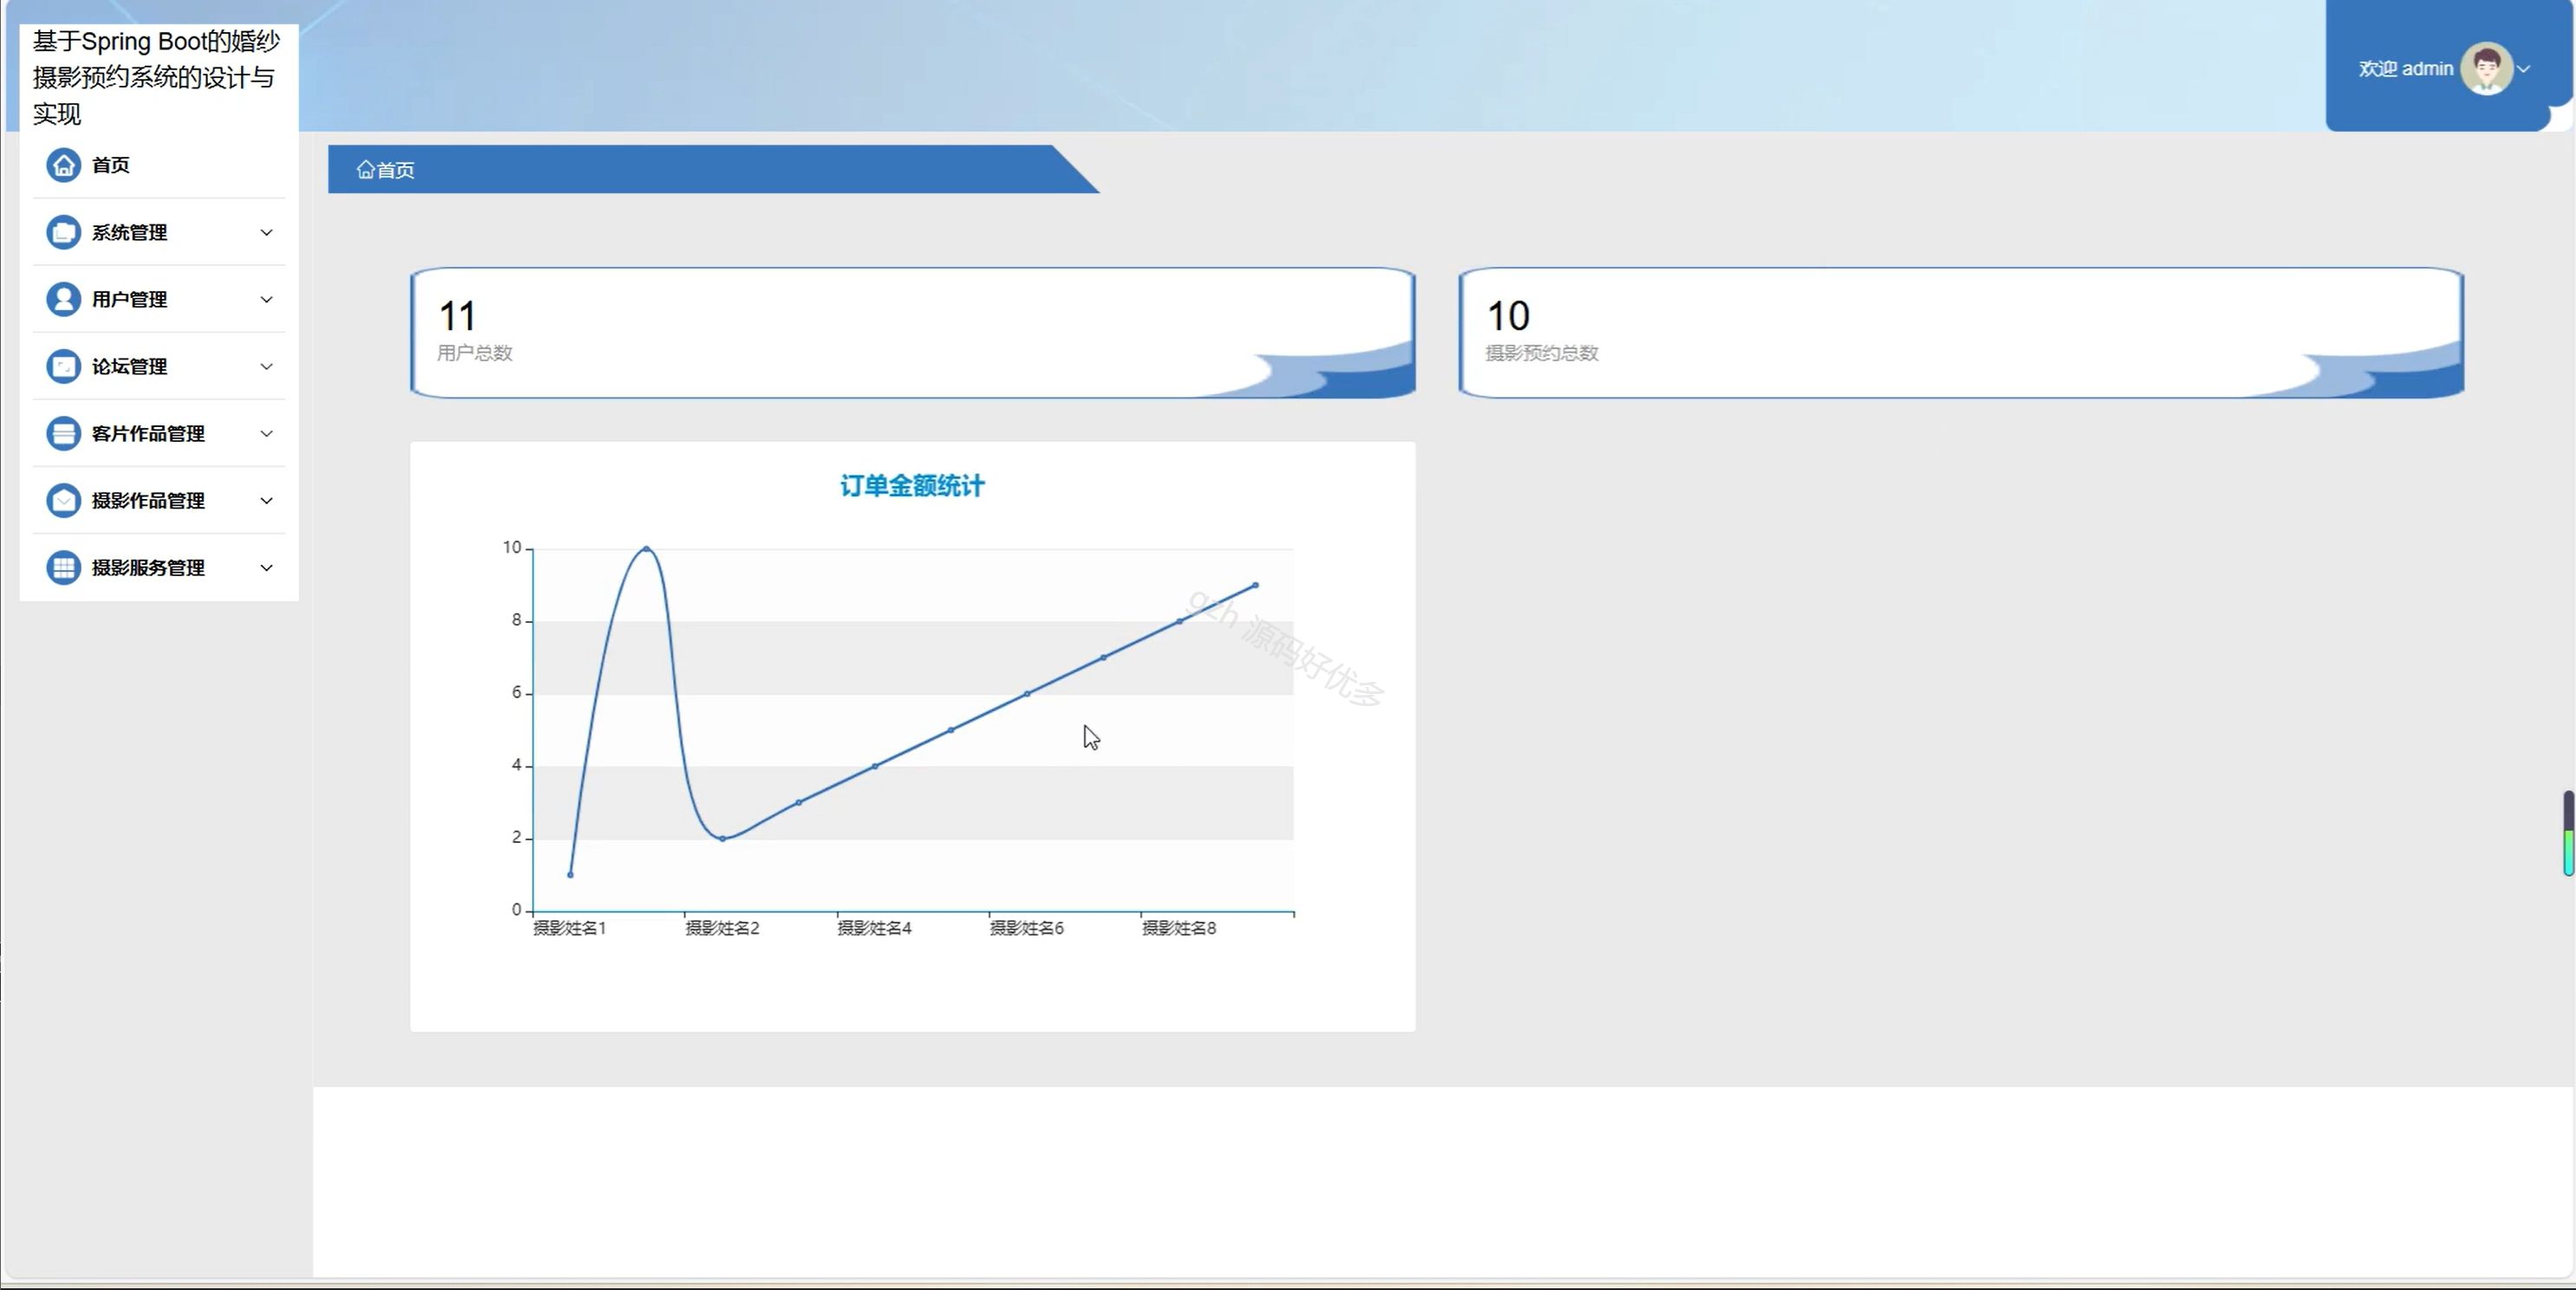 基于Spring Boot的婚纱
摄影预约系统的设计与
实现
欢迎 admin
首页
系统管理
用户管理
论坛管理
客片作品管理
摄影作品管理
摄影服务管理
首页
11
用户总数
10
摄影预约总数
订单金额统计
10
8
6
4
2
0
摄影姓名1
摄影姓名2
摄影姓名4
摄影姓名6
摄影姓名8
gzh 源码好优多